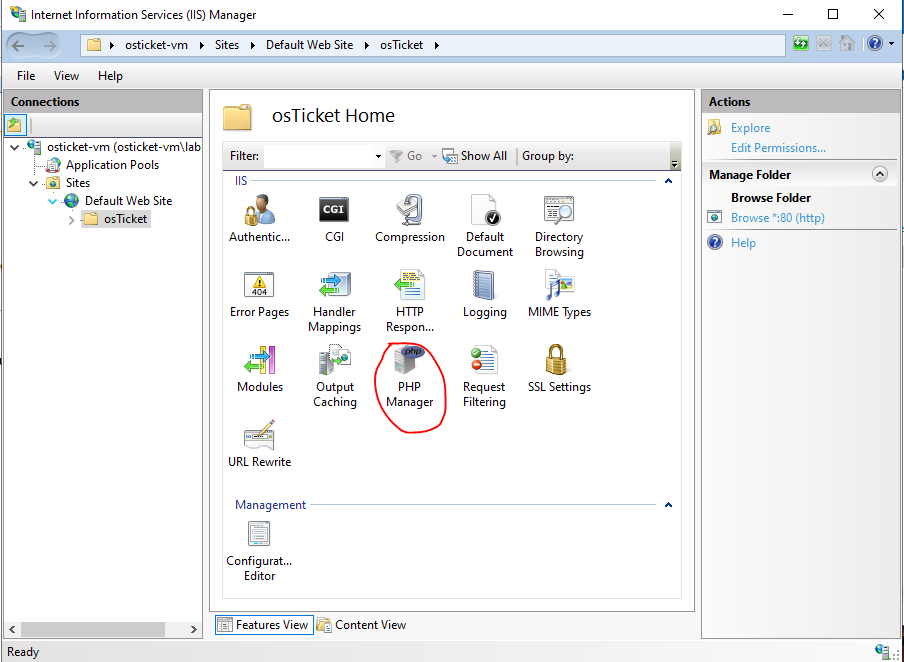 Internet Information Services (IIS) Manager
osticket-vm Sites Default Web Site osTicket
File View Help
Connections
osticket-vm (osticket-vm\lab
Application Pools
Sites
Default Web Site
osTicket
osTicket Home
Filter: Go Show All Group by:
IIS
Authentic... CGI Compression Default Document Directory Browsing
CGI
Error Pages Handler Mappings HTTP Respon... Logging MIME Types
404
Modules Output Caching PHP Manager Request Filtering SSL Settings
php
URL Rewrite
Management
Configurat... Editor
Features View Content View
Actions
Explore
Edit Permissions...
Manage Folder
Browse Folder
Browse *:80 (http)
Help
Ready